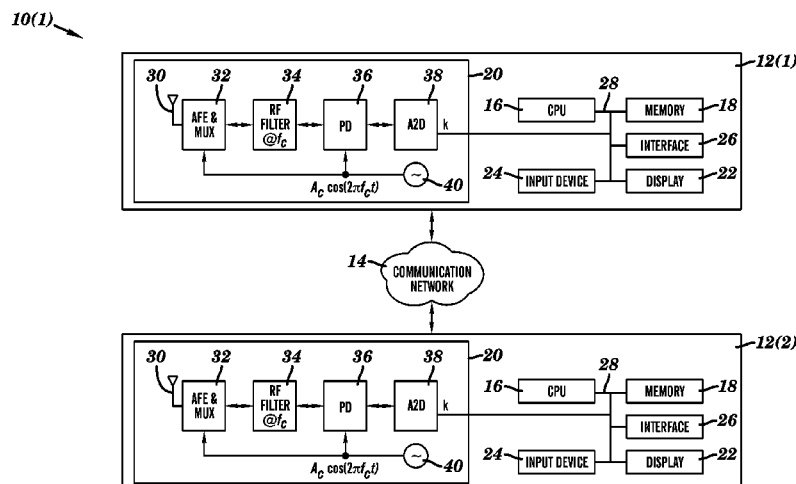 10(1)
12(1)
30
32
34
36
38
20
28
16
CPU
MEMORY
18
AFE &
MUX
RF
FILTER
@fc
PD
A2D
k
INTERFACE
26
24
INPUT DEVICE
DISPLAY
22
~
40
Ac cos(2πfct)
14
COMMUNICATION
NETWORK
12(2)
30
32
34
36
38
20
28
16
CPU
MEMORY
18
AFE &
MUX
RF
FILTER
@fc
PD
A2D
k
INTERFACE
26
24
INPUT DEVICE
DISPLAY
22
~
40
Ac cos(2πfct)